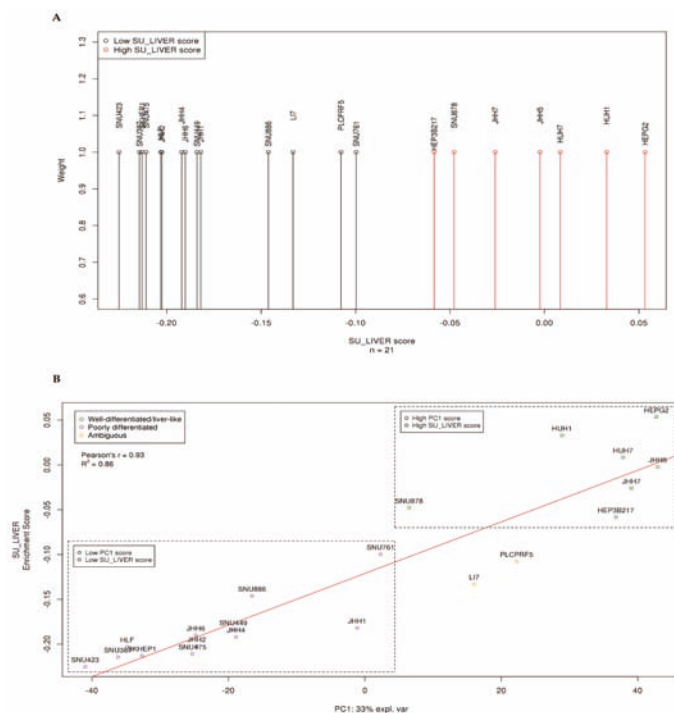 A
Low SU_LIVER score
High SU_LIVER score
SNU423
SNU475
JHH4
SNU449
SNU886
LI7
PLCPRF5
SNU761
HEP3B217
SNU878
JHH7
JHH5
HUH7
HUH1
HEPG2
Weight
1.3
1.2
1.1
1.0
0.9
0.8
0.7
0.6
-0.20
-0.15
-0.10
-0.05
0.00
0.05
SU_LIVER score
n = 21
B
Well-differentiated/liver-like
Poorly differentiated
Ambiguous
Pearson's r = 0.93
R² = 0.86
High PC1 score
High SU_LIVER score
HEPG2
HUH1
HUH7
JHH5
JHH7
HEP3B217
SNU878
Low PC1 score
Low SU_LIVER score
SNU761
PLCPRF5
LI7
SNU886
JHH6
SNU449
JHH4
JHH1
JHH2
SNU475
HLF
SNU387
SNU423
SU_LIVER
Enrichment Score
0.05
0.00
-0.05
-0.10
-0.15
-0.20
-40
-20
0
20
40
PC1: 33% expl. var